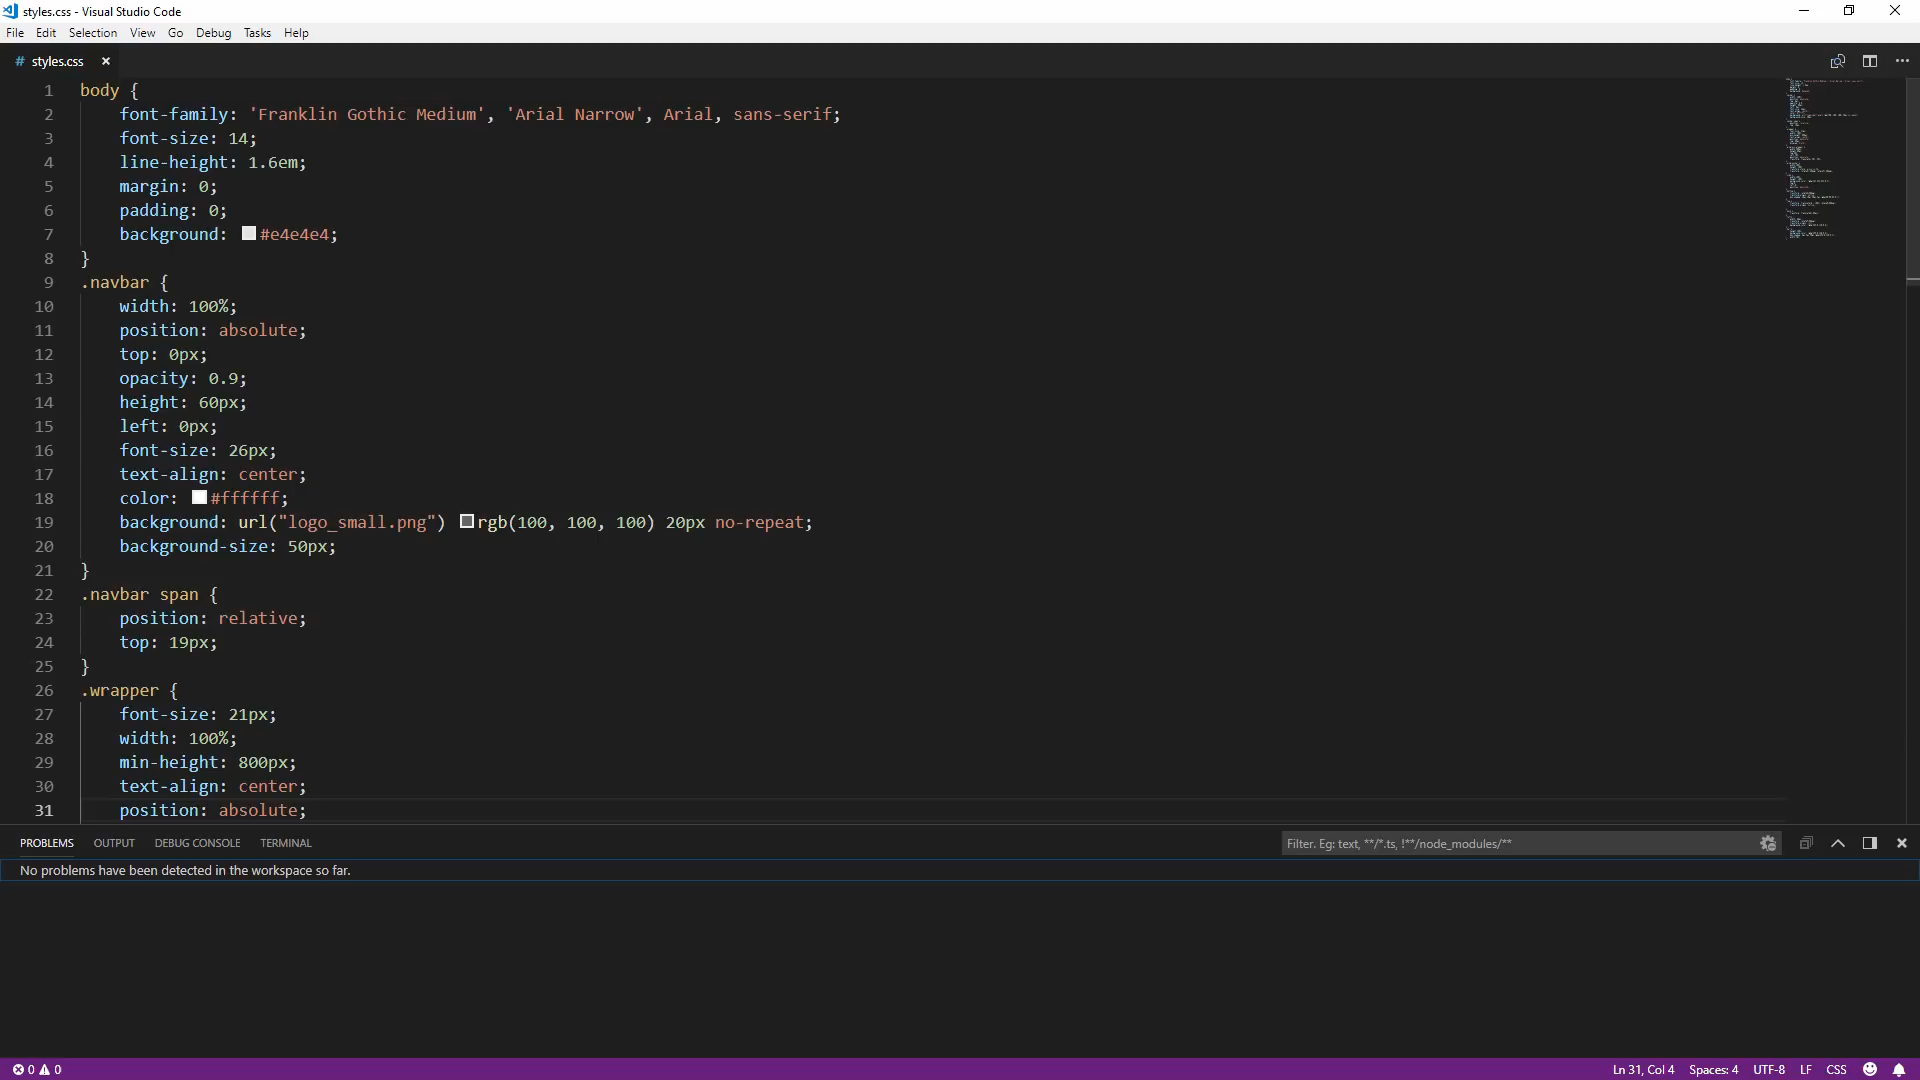 styles.css - Visual Studio Code
File Edit Selection View Go Debug Tasks Help
# styles.css
1 body {
2 font-family: 'Franklin Gothic Medium', 'Arial Narrow', Arial, sans-serif;
3 font-size: 14;
4 line-height: 1.6em;
5 margin: 0;
6 padding: 0;
7 background: #e4e4e4;
8 }
9 .navbar {
10 width: 100%;
11 position: absolute;
12 top: 0px;
13 opacity: 0.9;
14 height: 60px;
15 left: 0px;
16 font-size: 26px;
17 text-align: center;
18 color: #ffffff;
19 background: url("logo_small.png") rgb(100, 100, 100) 20px no-repeat;
20 background-size: 50px;
21 }
22 .navbar span {
23 position: relative;
24 top: 19px;
25 }
26 .wrapper {
27 font-size: 21px;
28 width: 100%;
29 min-height: 800px;
30 text-align: center;
31 position: absolute;
PROBLEMS OUTPUT DEBUG CONSOLE TERMINAL Filter. Eg: text, **/*.ts, !**/node_modules/**
No problems have been detected in the workspace so far.
0 0 Ln 31, Col 4 Spaces: 4 UTF-8 LF CSS